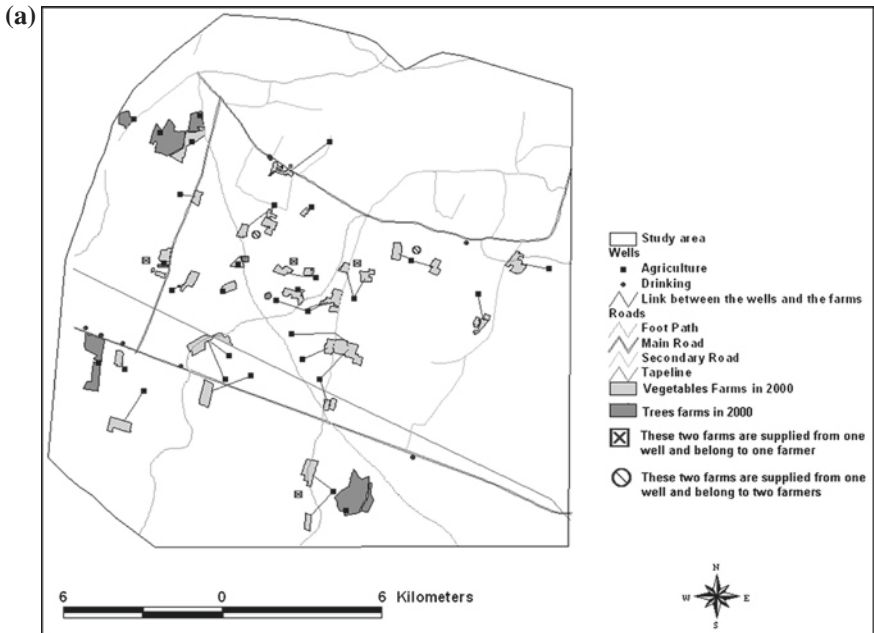 (a)
Study area
Wells
Agriculture
Drinking
Link between the wells and the farms
Roads
Foot Path
Main Road
Secondary Road
Tapeline
Vegetables Farms in 2000
Trees farms in 2000
These two farms are supplied from one
well and belong to one farmer
These two farms are supplied from one
well and belong to two farmers
6 0 6 Kilometers
N
W E
S